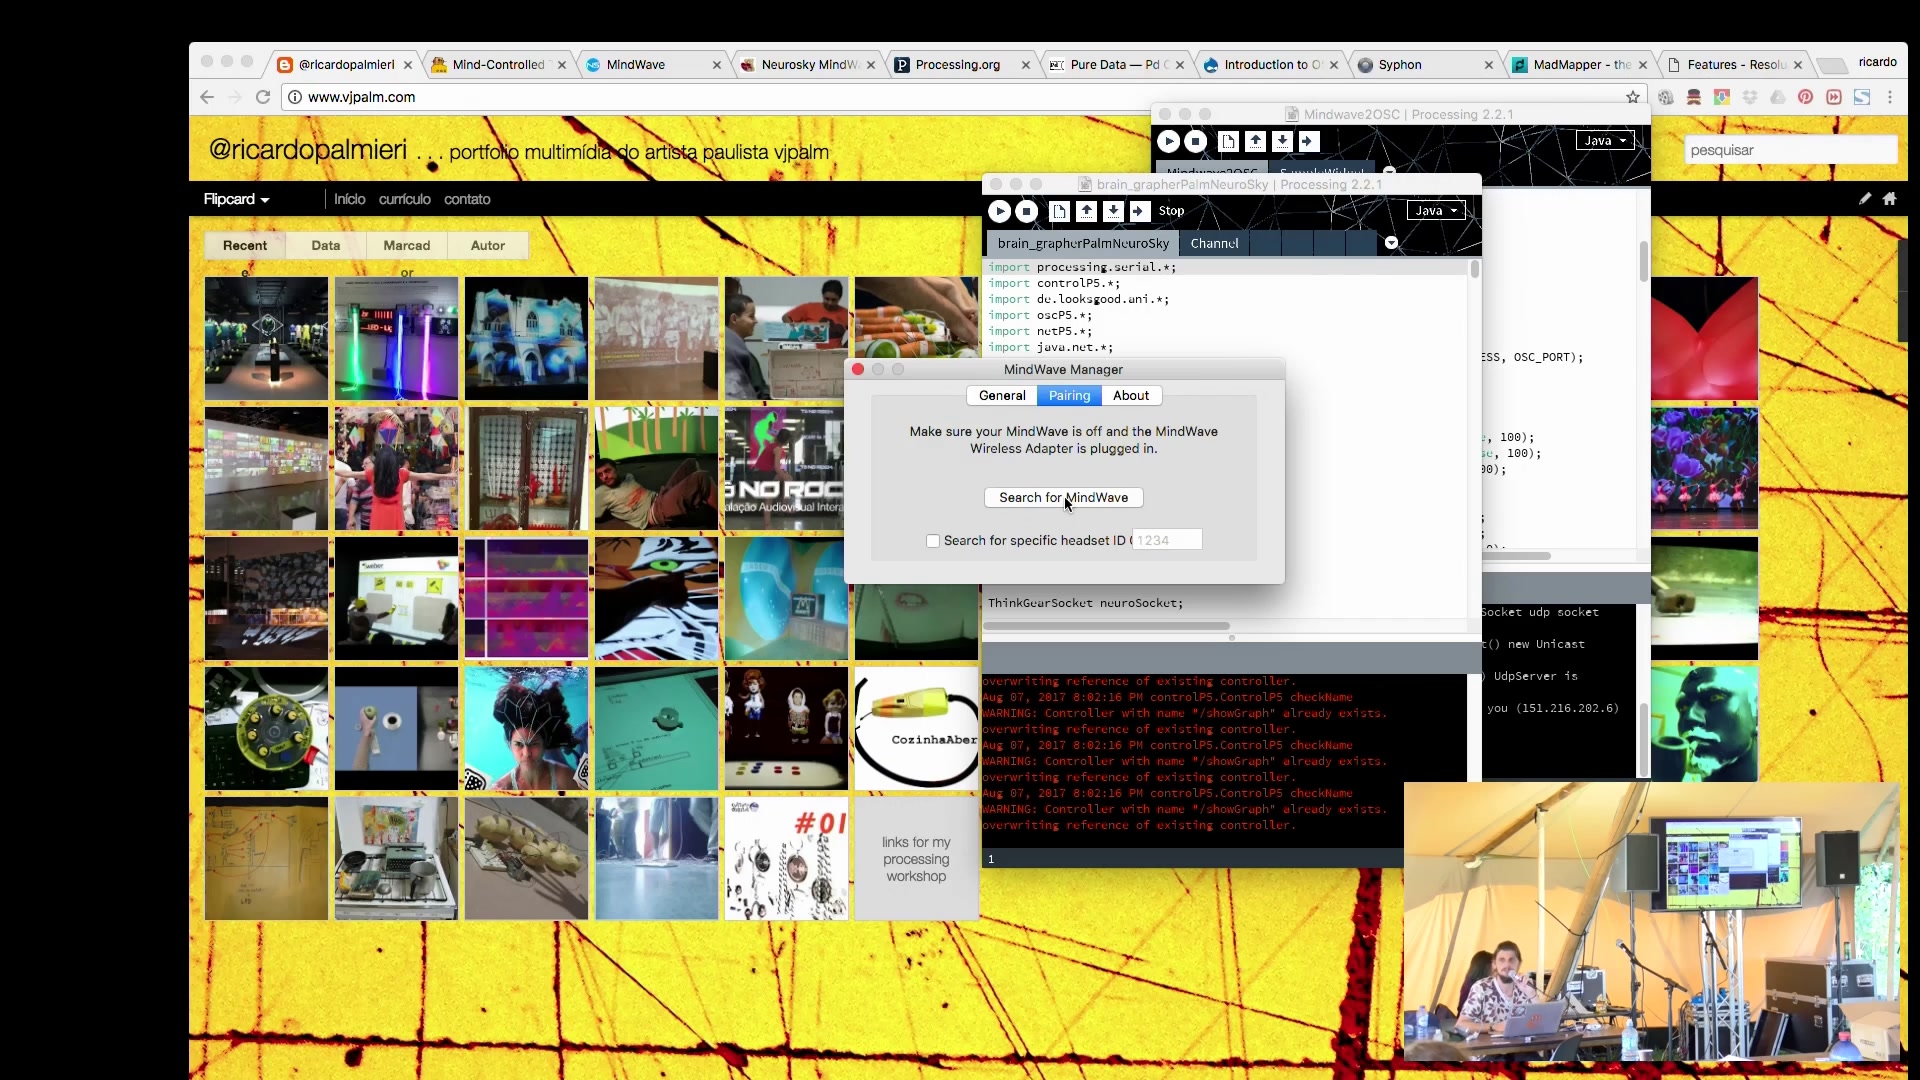 @ricardopalmieri
Mind-Controlled
MindWave
Neurosky MindW
Processing.org
Pure Data — Pd C
Introduction to O
Syphon
MadMapper - the
Features - Resolu
ricardo
www.vjpalm.com
@ricardopalmieri . . . portfolio multimídia do artista paulista vjpalm
pesquisar
Flipcard
Início currículo contato
Recent
e
Data
Marcad
or
Autor
Mindwave2OSC | Processing 2.2.1
Java
Mindwave2OSC SampleWidget
brain_grapherPalmNeuroSky | Processing 2.2.1
Stop
Java
brain_grapherPalmNeuroSky Channel
import processing.serial.*;
import controlP5.*;
import de.looksgood.ani.*;
import oscP5.*;
import netP5.*;
import java.net.*;
ESS, OSC_PORT);
e, 100);
se, 100);
00);
MindWave Manager
General Pairing About
Make sure your MindWave is off and the MindWave
Wireless Adapter is plugged in.
Search for MindWave
Search for specific headset ID ( 1234
ThinkGearSocket neuroSocket;
Socket udp socket
t() new Unicast
) UdpServer is
you (151.216.202.6)
overwriting reference of existing controller.
Aug 07, 2017 8:02:16 PM controlP5.ControlP5 checkName
WARNING: Controller with name "/showGraph" already exists.
overwriting reference of existing controller.
Aug 07, 2017 8:02:16 PM controlP5.ControlP5 checkName
WARNING: Controller with name "/showGraph" already exists.
overwriting reference of existing controller.
Aug 07, 2017 8:02:16 PM controlP5.ControlP5 checkName
WARNING: Controller with name "/showGraph" already exists.
overwriting reference of existing controller.
1
NO ROC
alação Audiovisual Intera
CozinhaAber
#01
links for my
processing
workshop